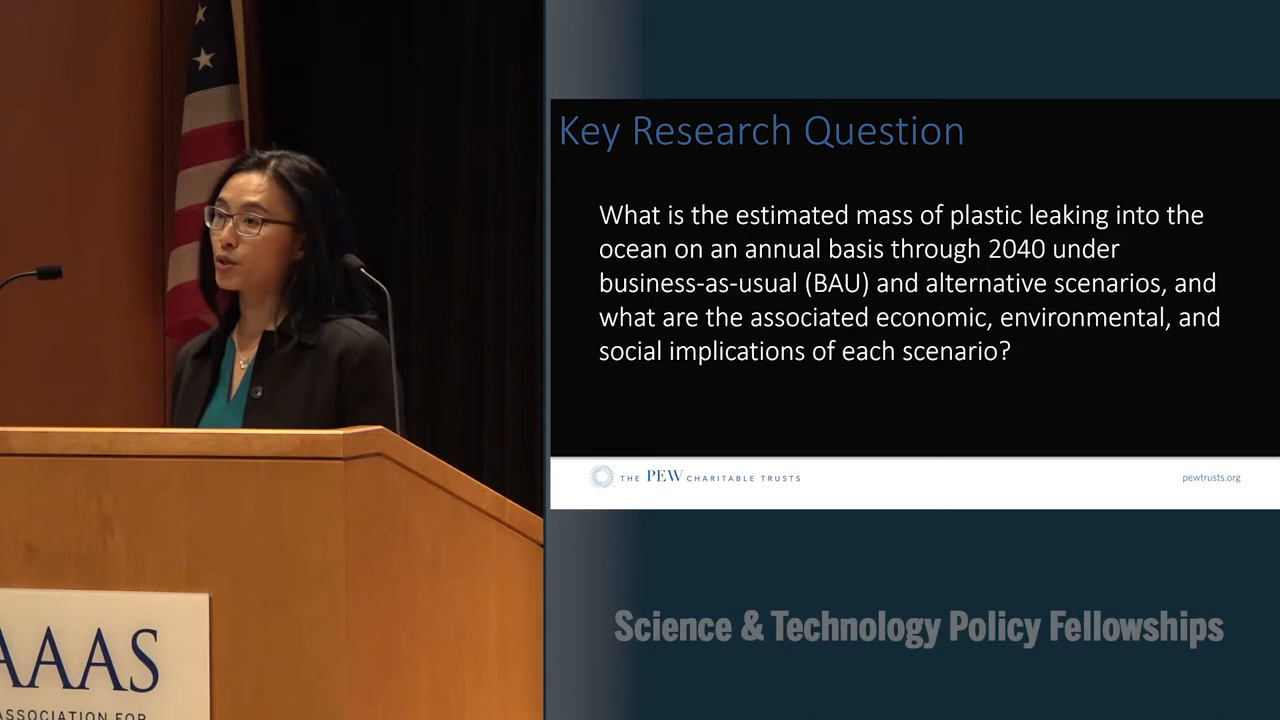 Key Research Question
What is the estimated mass of plastic leaking into the
ocean on an annual basis through 2040 under
business-as-usual (BAU) and alternative scenarios, and
what are the associated economic, environmental, and
social implications of each scenario?
THE PEW CHARITABLE TRUSTS
pewtrusts.org
Science & Technology Policy Fellowships
AAAS
ASSOCIATION FOR